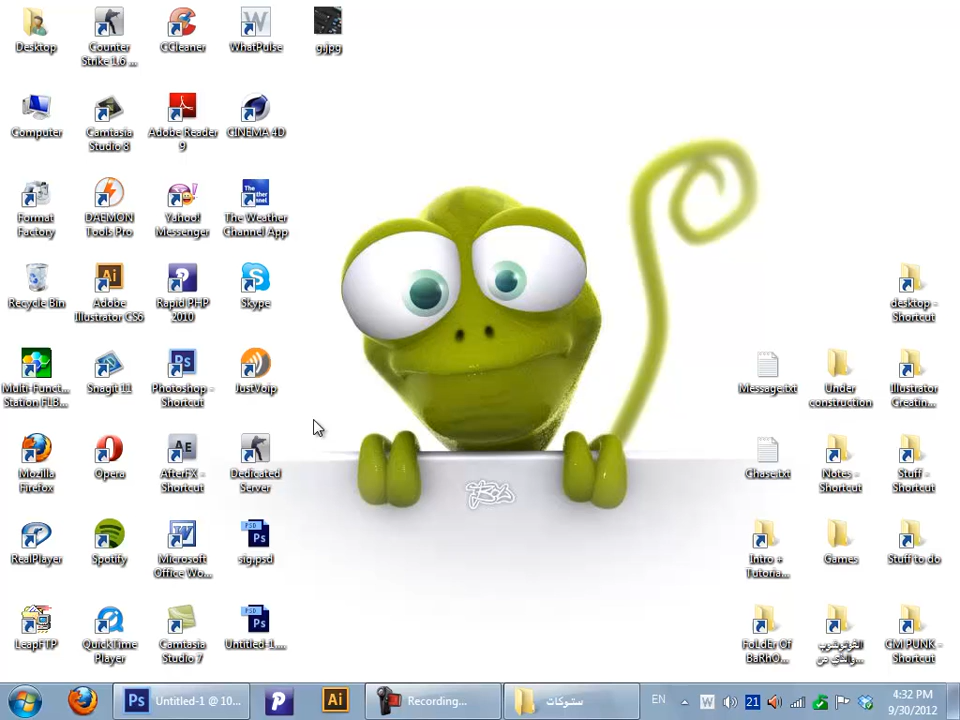 Desktop
Counter
Strike 1.6 ...
CCleaner
WhatPulse
g.jpg
Computer
Camtasia
Studio 8
Adobe Reader
9
CINEMA 4D
Format
Factory
DAEMON
Tools Pro
Yahoo!
Messenger
The Weather
Channel App
Recycle Bin
Adobe
Illustrator CS6
Rapid PHP
2010
Skype
desktop -
Shortcut
Multi-Funct...
Station FLB...
Snagit 11
Photoshop -
Shortcut
JustVoip
Message.txt
Under
construction
Illustrator
Creatin...
Mozilla
Firefox
Opera
AfterFX -
Shortcut
Dedicated
Server
Chase.txt
Notes -
Shortcut
Stuff -
Shortcut
RealPlayer
Spotify
Microsoft
Office Wo...
sig.psd
Intro +
Tutoria...
Games
Stuff to do
LeapFTP
QuickTime
Player
Camtasia
Studio 7
Untitled-1....
FoLdEr Of
BaRhO...
CM PUNK -
Shortcut
Untitled-1 @ 10...
Recording...
ستوكات
EN
21
4:32 PM
9/30/2012